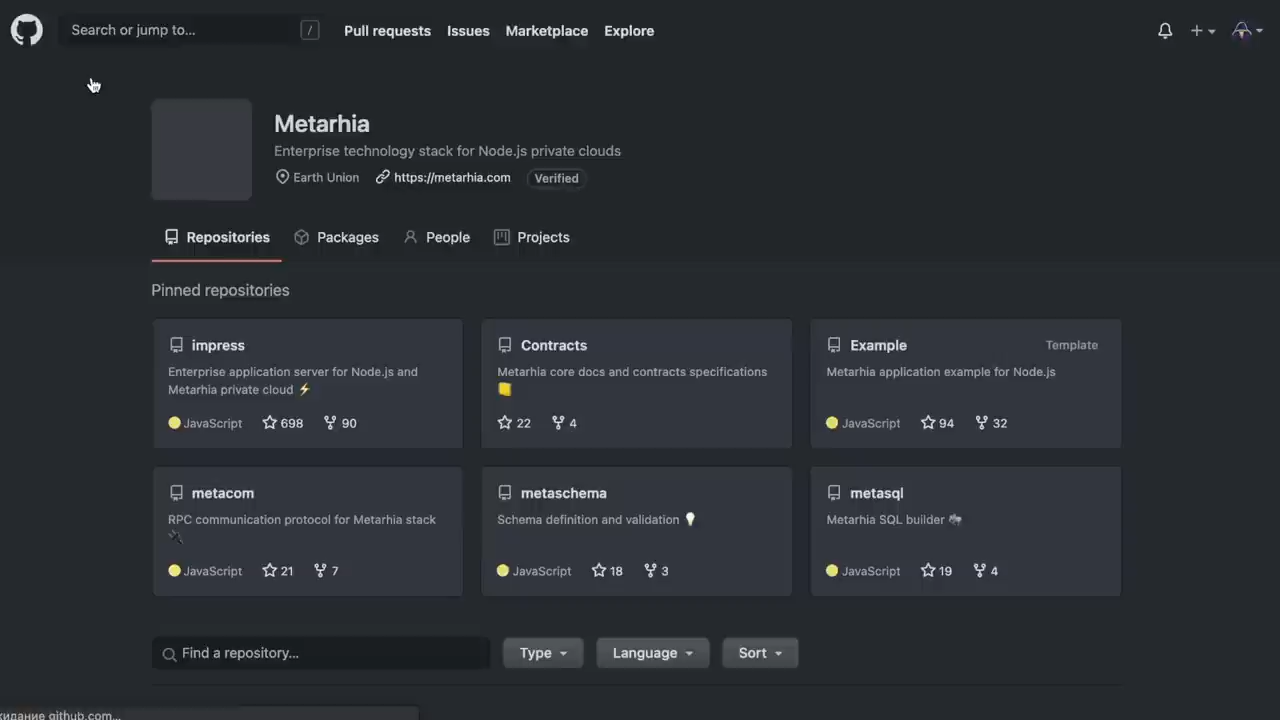 Search or jump to... / Pull requests Issues Marketplace Explore
Metarhia
Enterprise technology stack for Node.js private clouds
Earth Union https://metarhia.com Verified
Repositories Packages People Projects
Pinned repositories
impress
Enterprise application server for Node.js and
Metarhia private cloud ⚡
JavaScript 698 90
Contracts
Metarhia core docs and contracts specifications
22 4
Example Template
Metarhia application example for Node.js
JavaScript 94 32
metacom
RPC communication protocol for Metarhia stack
🔌
JavaScript 21 7
metaschema
Schema definition and validation 💡
JavaScript 18 3
metasql
Metarhia SQL builder
JavaScript 19 4
Find a repository... Type Language Sort
github.com...